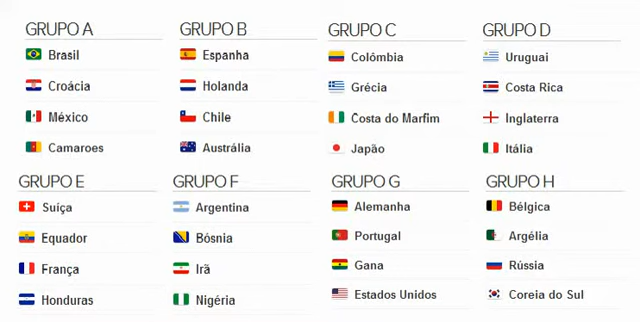 GRUPO A
Brasil
Croácia
México
Camaroes
GRUPO B
Espanha
Holanda
Chile
Austrália
GRUPO C
Colómbia
Grécia
Costa do Marfim
Japão
GRUPO D
Uruguai
Costa Rica
Inglaterra
Itália
GRUPO E
Suíça
Equador
França
Honduras
GRUPO F
Argentina
Bósnia
Irã
Nigéria
GRUPO G
Alemanha
Portugal
Gana
Estados Unidos
GRUPO H
Bélgica
Argélia
Rússia
Coreia do Sul